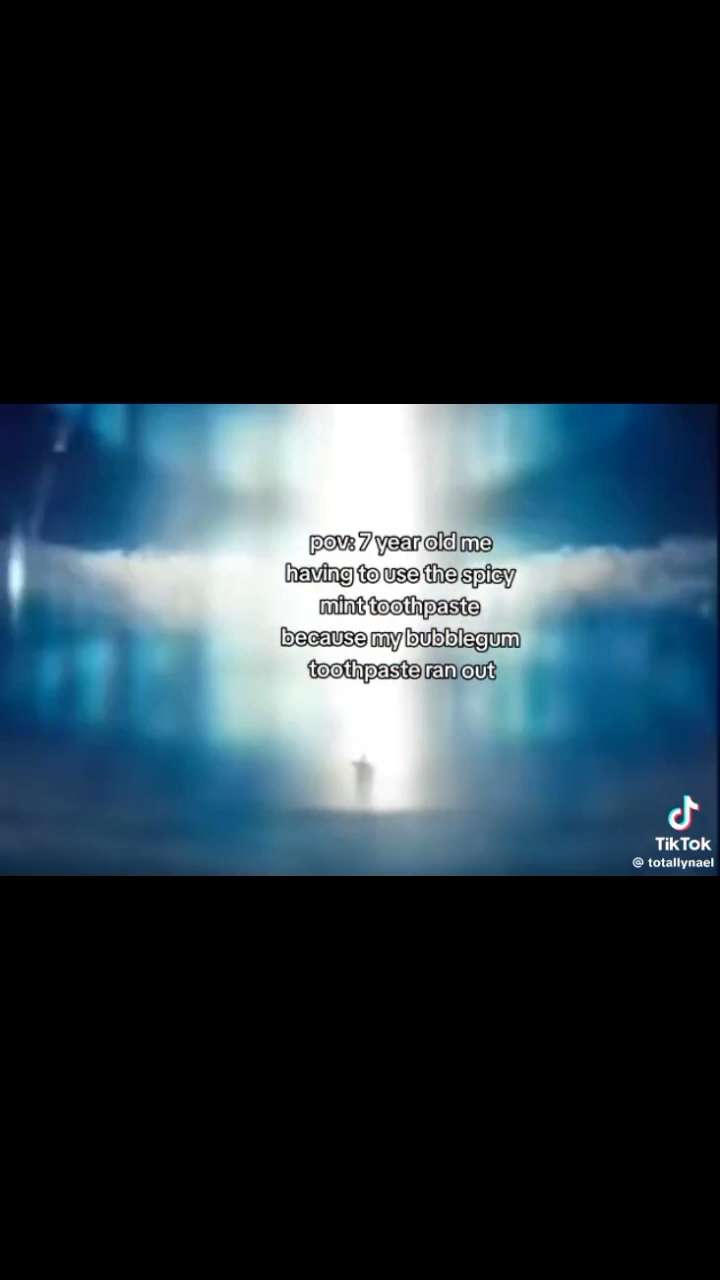 pov: 7 year old me
having to use the spicy
mint toothpaste
because my bubblegum
toothpaste ran out
TikTok
@ totallynael